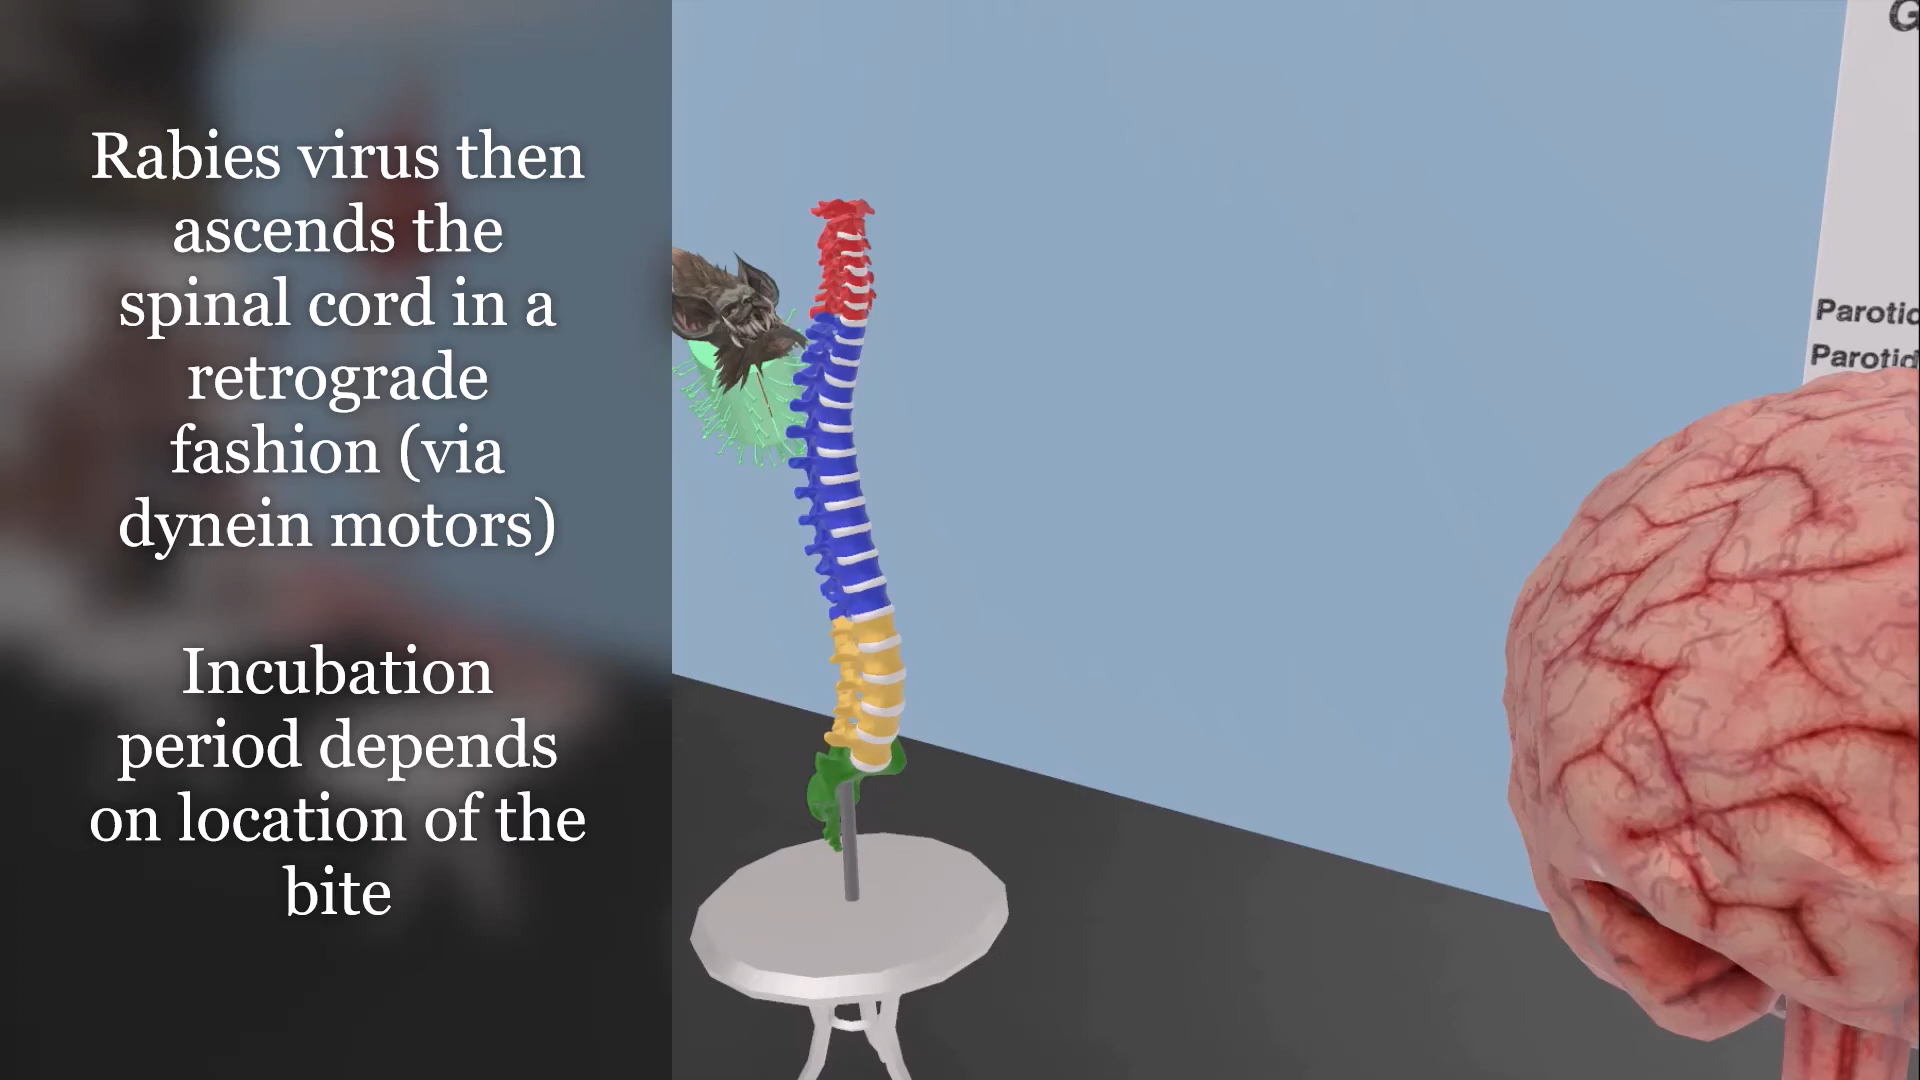 Rabies virus then
ascends the
spinal cord in a
retrograde
fashion (via
dynein motors)
Incubation
period depends
on location of the
bite